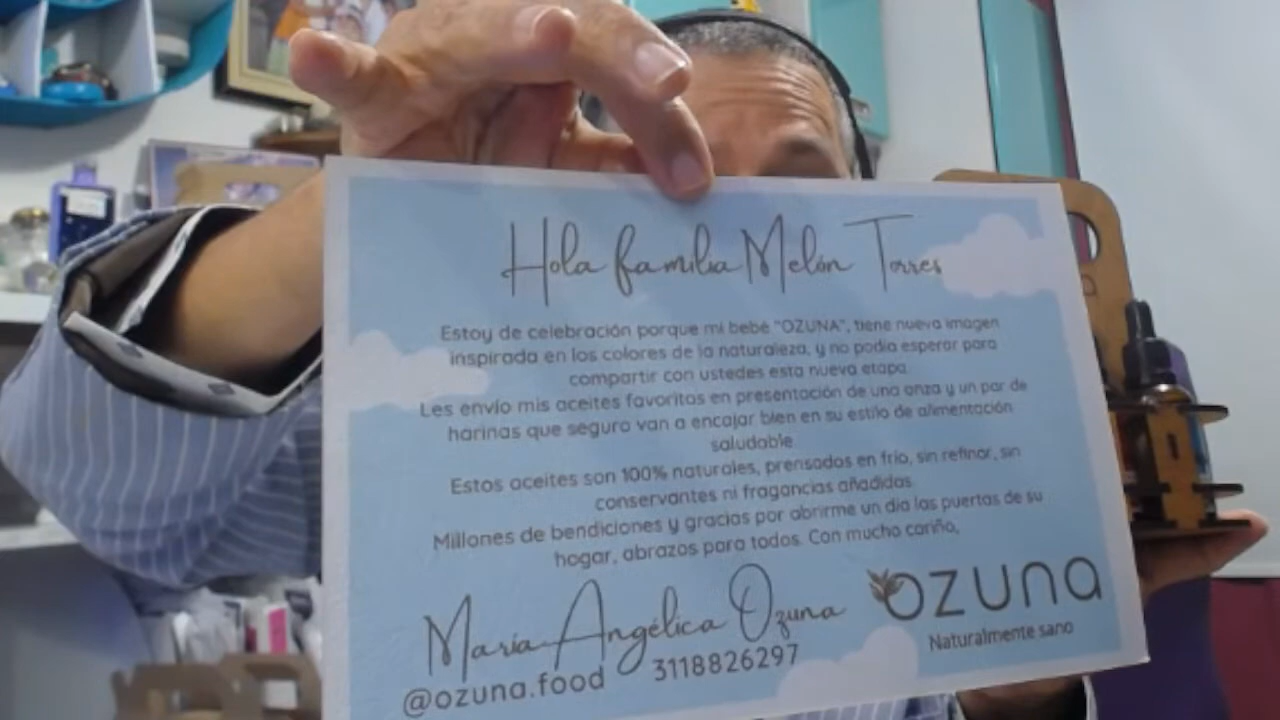 Hola familia Melón Torres
Estoy de celebración porque mi bebé "OZUNA", tiene nueva imagen
inspirada en los colores de la naturaleza, y no podía esperar para
compartir con ustedes esta nueva etapa.
Les envío mis aceites favoritos en presentación de una onza y un par de
harinas que seguro van a encajar bien en su estilo de alimentación
saludable
Estos aceites son 100% naturales, prensados en frío, sin refinar, sin
conservantes ni fragancias añadidas.
Millones de bendiciones y gracias por abrirme un día las puertas de su
hogar, abrazos para todos. Con mucho cariño,
María Angélica Ozuna
@ozuna.food 3118826297
OZUNA
Naturalmente sano